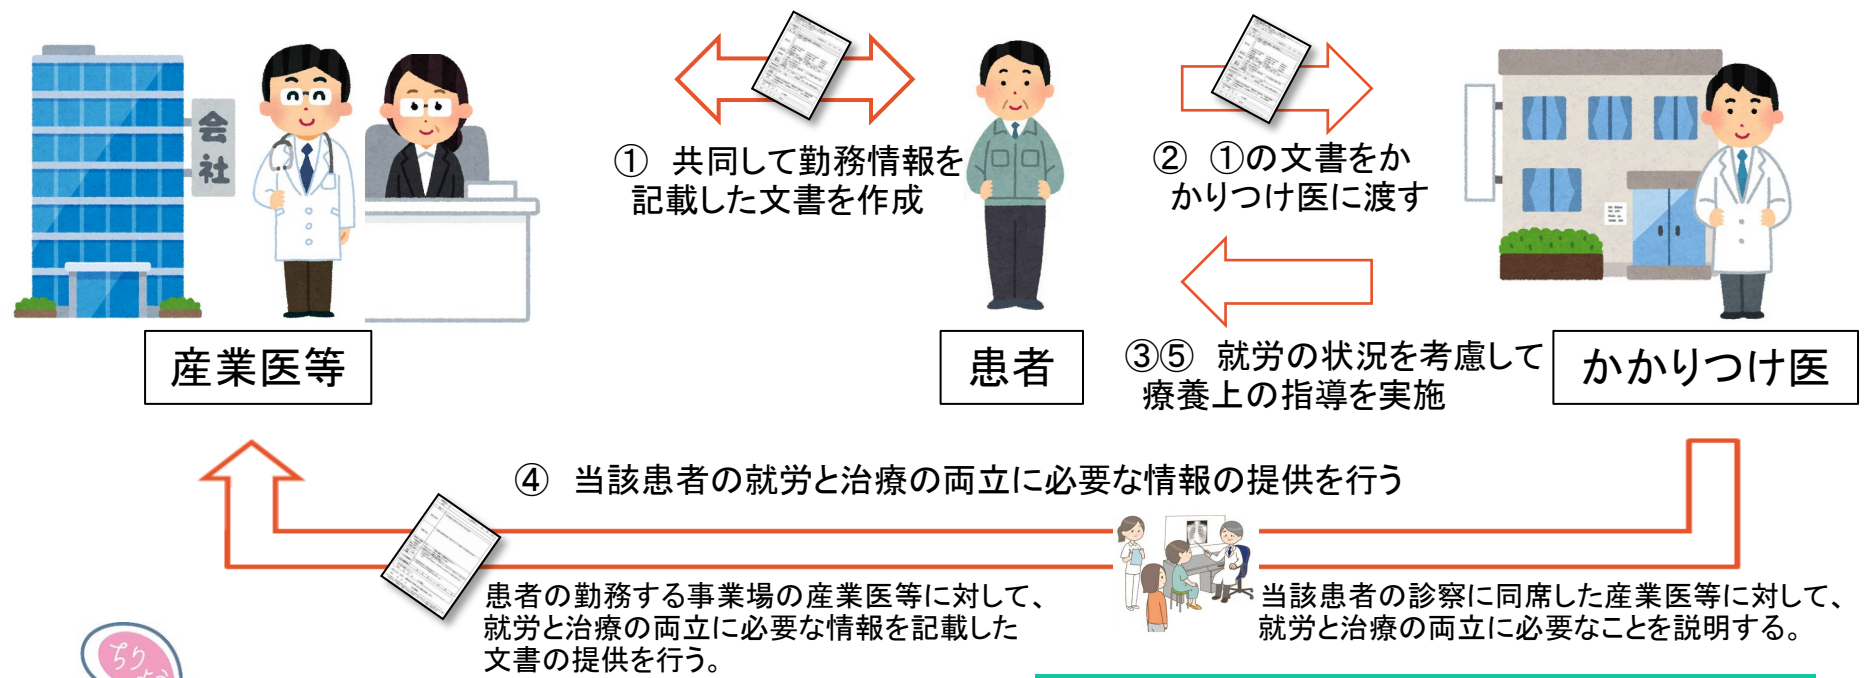 会社
① 共同して勤務情報を
記載した文書を作成
② ①の文書をか
かりつけ医に渡す
産業医等
患者
③⑤ 就労の状況を考慮して
療養上の指導を実施
かかりつけ医
④ 当該患者の就労と治療の両立に必要な情報の提供を行う
患者の勤務する事業場の産業医等に対して、
就労と治療の両立に必要な情報を記載した
文書の提供を行う。
当該患者の診察に同席した産業医等に対して、
就労と治療の両立に必要なことを説明する。
ちりょ